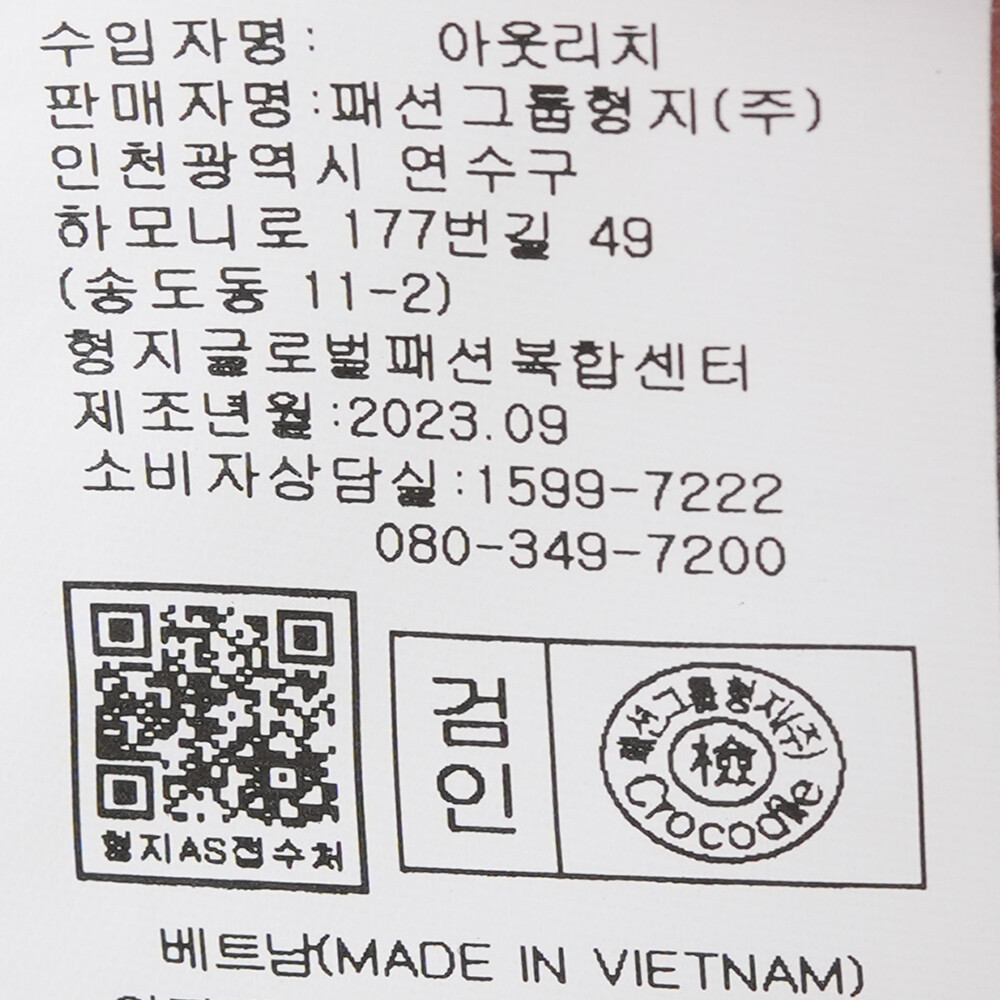 수입자명: 아웃리치
판매자명:패션그룹형지(주)
인천광역시 연수구
하모니로 177번길 49
(송도동 11-2)
형지글로벌패션복합센터
제조년월:2023.09
소비자상담실:1599-7222
080-349-7200
형지AS접수처
검인
패션그룹형지(주)
檢
Crocodile
베트남(MADE IN VIETNAM)